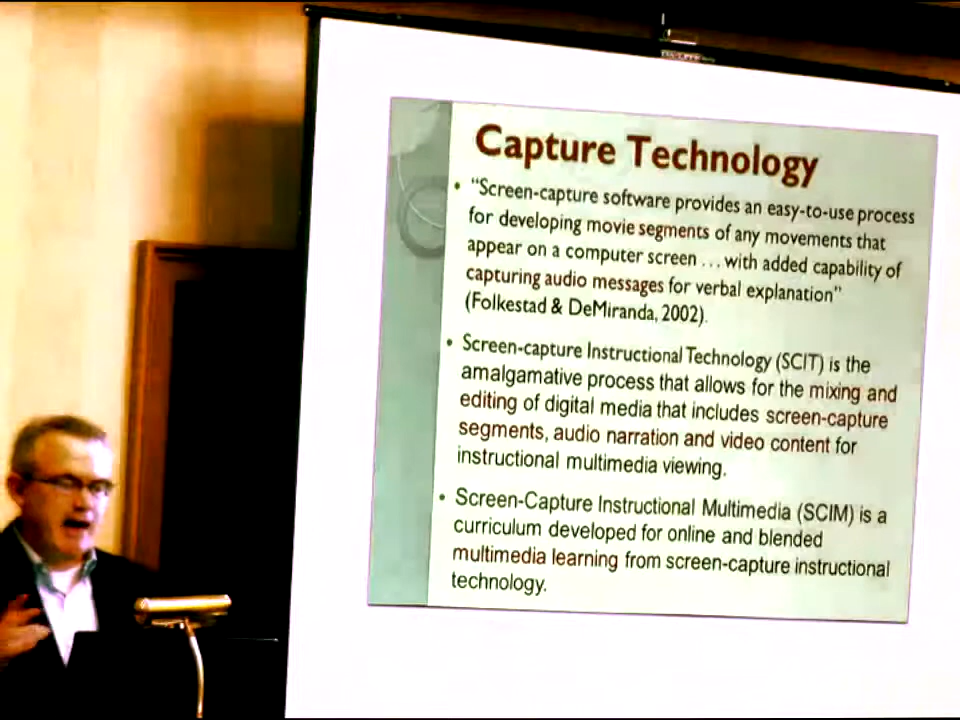 Capture Technology
• “Screen-capture software provides an easy-to-use process
for developing movie segments of any movements that
appear on a computer screen ... with added capability of
capturing audio messages for verbal explanation”
(Folkestad & DeMiranda, 2002).
• Screen-capture Instructional Technology (SCIT) is the
amalgamative process that allows for the mixing and
editing of digital media that includes screen-capture
segments, audio narration and video content for
instructional multimedia viewing.
• Screen-Capture Instructional Multimedia (SCIM) is a
curriculum developed for online and blended
multimedia learning from screen-capture instructional
technology.